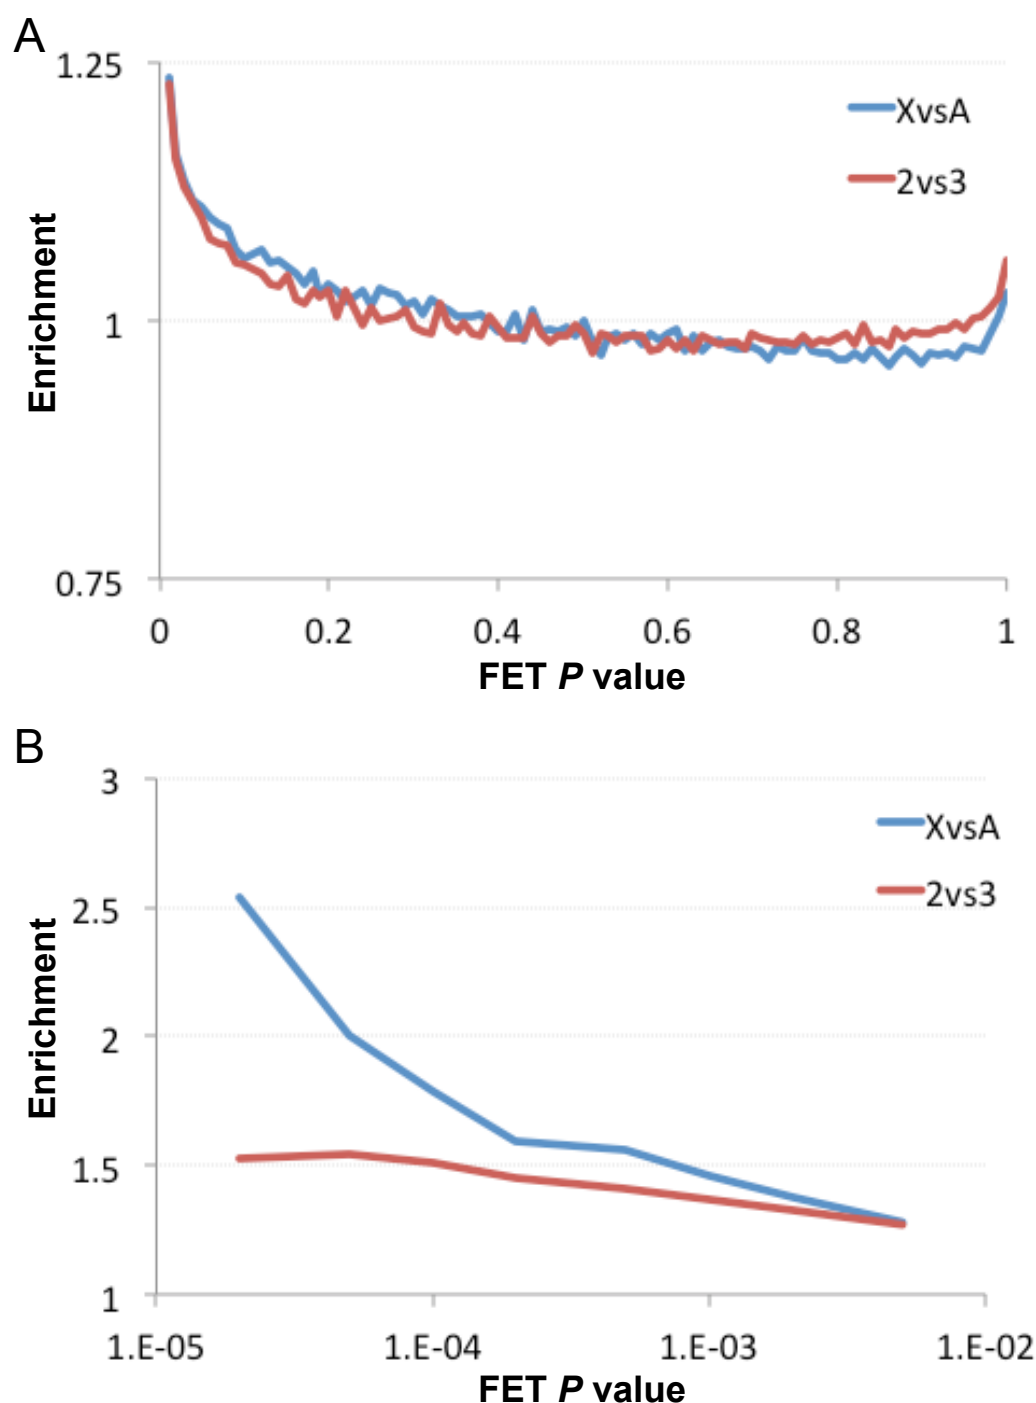 A
1.25
XvsA
2vs3
Enrichment
1
0.75
0 0.2 0.4 0.6 0.8 1
FET P value
B
3
XvsA
2.5
2vs3
Enrichment
2
1.5
1
1.E-05 1.E-04 1.E-03 1.E-02
FET P value